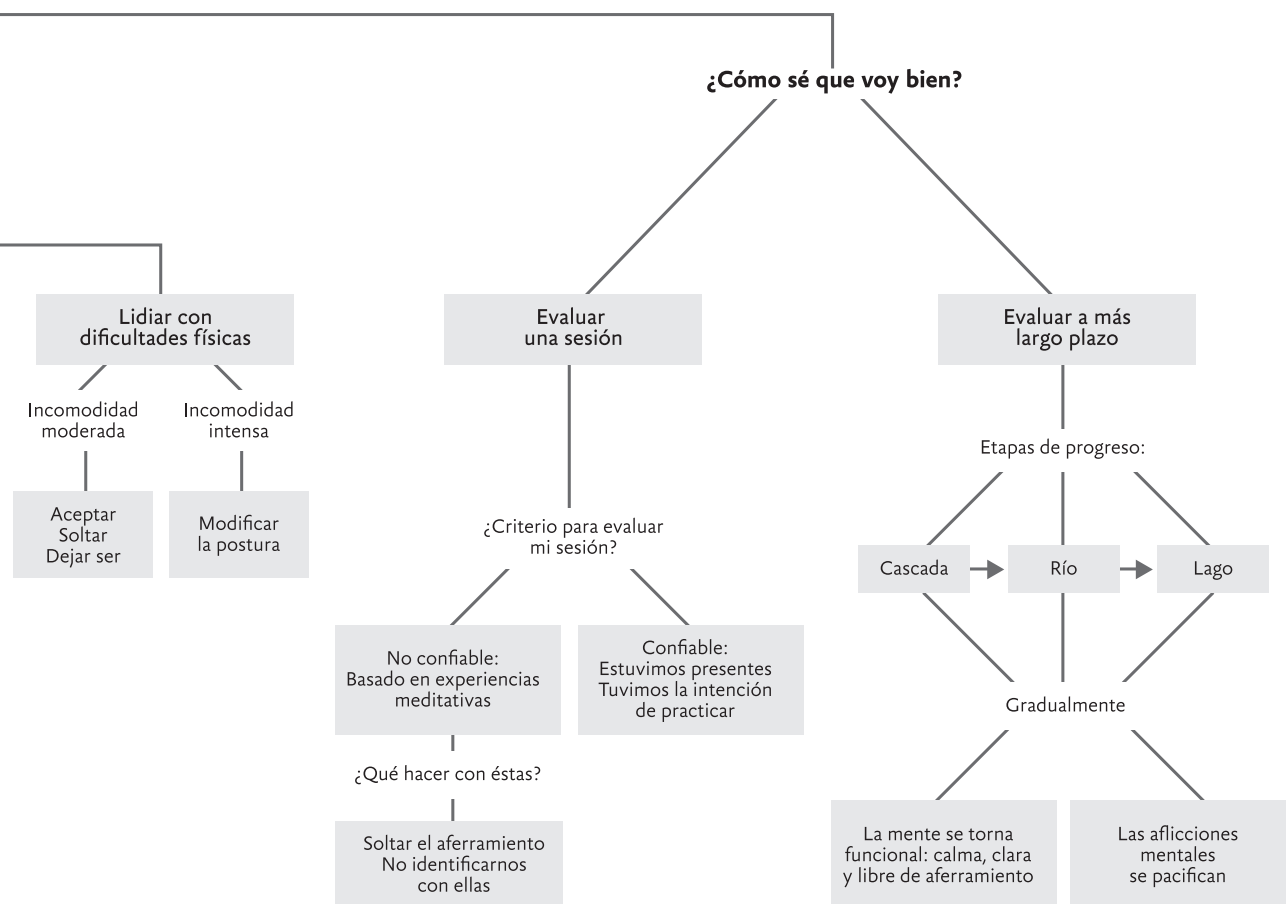 ¿Cómo sé que voy bien?
Lidiar con
dificultades físicas
Incomodidad
moderada
Incomodidad
intensa
Aceptar
Soltar
Dejar ser
Modificar
la postura
Evaluar
una sesión
¿Criterio para evaluar
mi sesión?
No confiable:
Basado en experiencias
meditativas
Confiable:
Estuvimos presentes
Tuvimos la intención
de practicar
¿Qué hacer con éstas?
Soltar el aferramiento
No identificarnos
con ellas
Evaluar a más
largo plazo
Etapas de progreso:
Cascada
Río
Lago
Gradualmente
La mente se torna
funcional: calma, clara
y libre de aferramiento
Las aflicciones
mentales
se pacifican